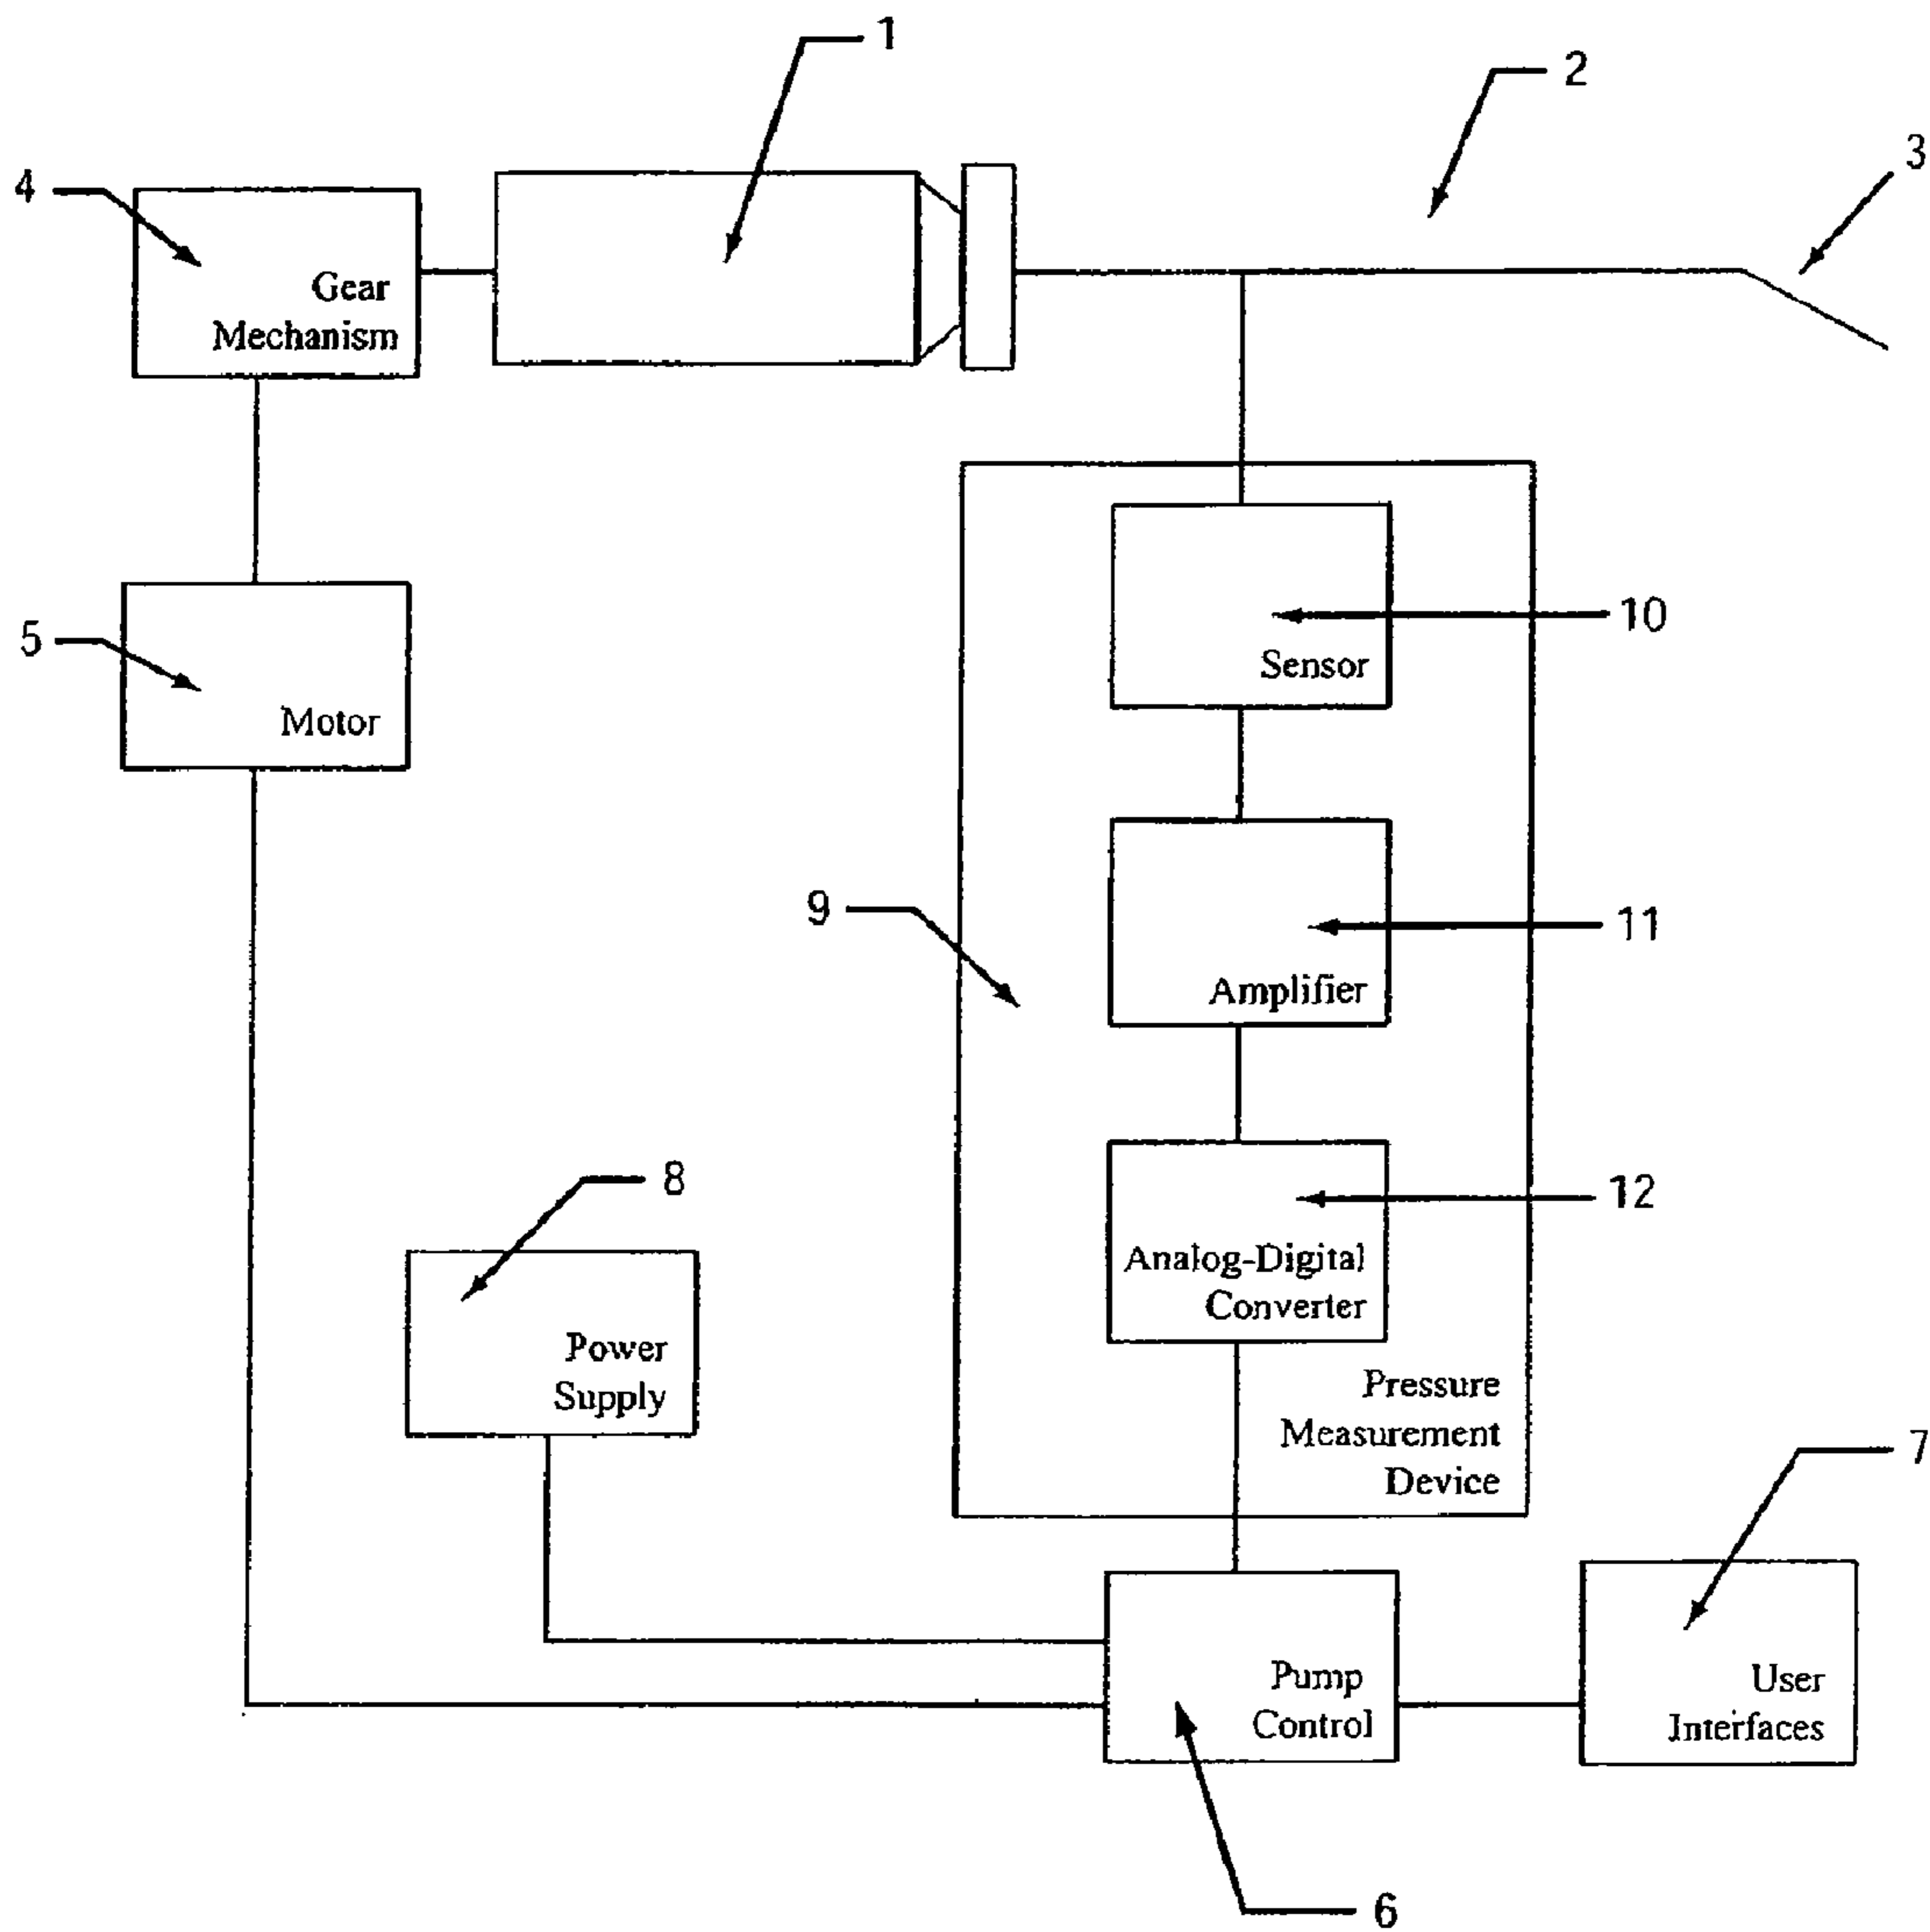 1
2
3
4
Gear
Mechanism
5
Motor
10
Sensor
9
11
Amplifier
8
12
Analog-Digital
Converter
Power
Supply
Pressure
Measurement
Device
7
Pump
Control
User
Interfaces
6